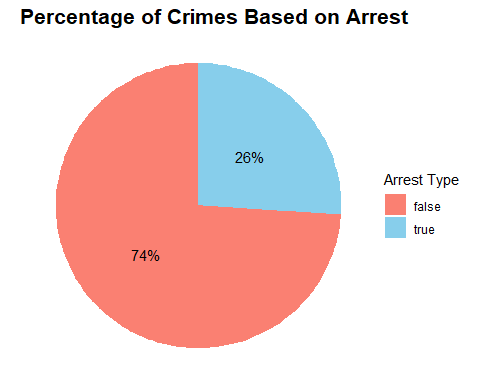 Percentage of Crimes Based on Arrest
26%
74%
Arrest Type
false
true